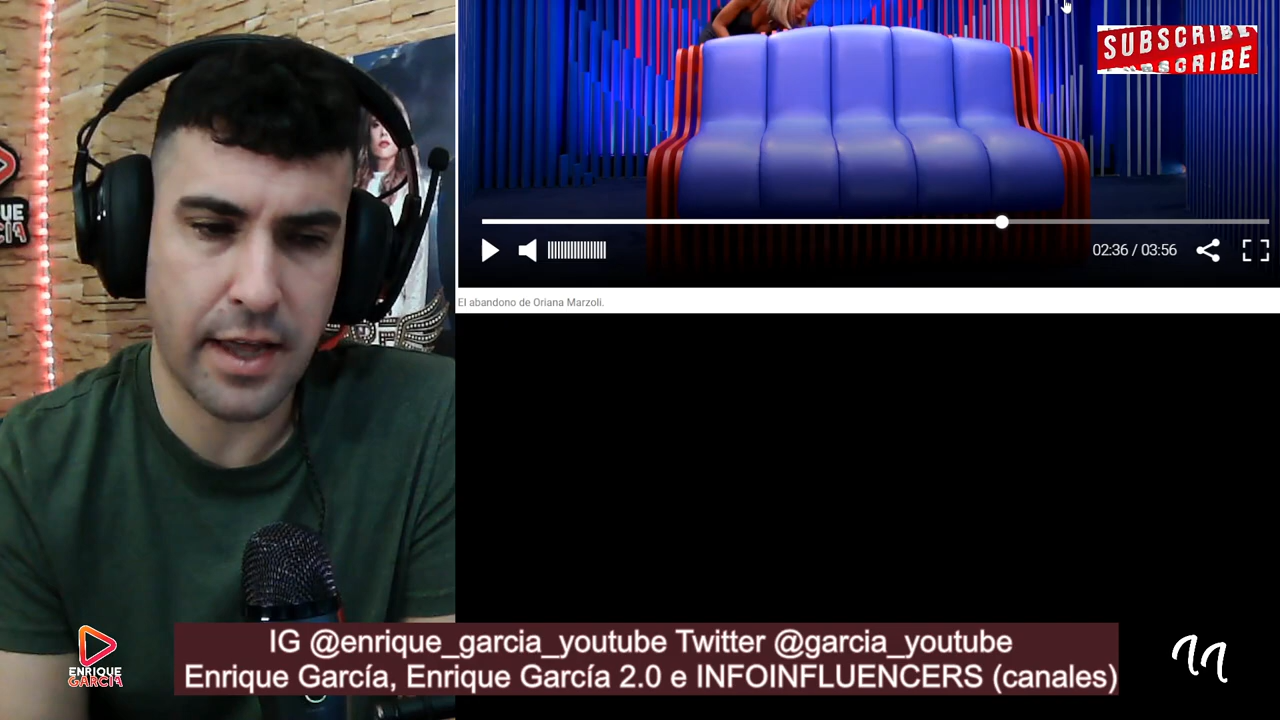 SUBSCRIBE
SUBSCRIBE
02:36 / 03:56
El abandono de Oriana Marzoli.
IG @enrique_garcia_youtube Twitter @garcia_youtube
Enrique García, Enrique García 2.0 e INFOINFLUENCERS (canales)
ENRIQUE
GARCÍA